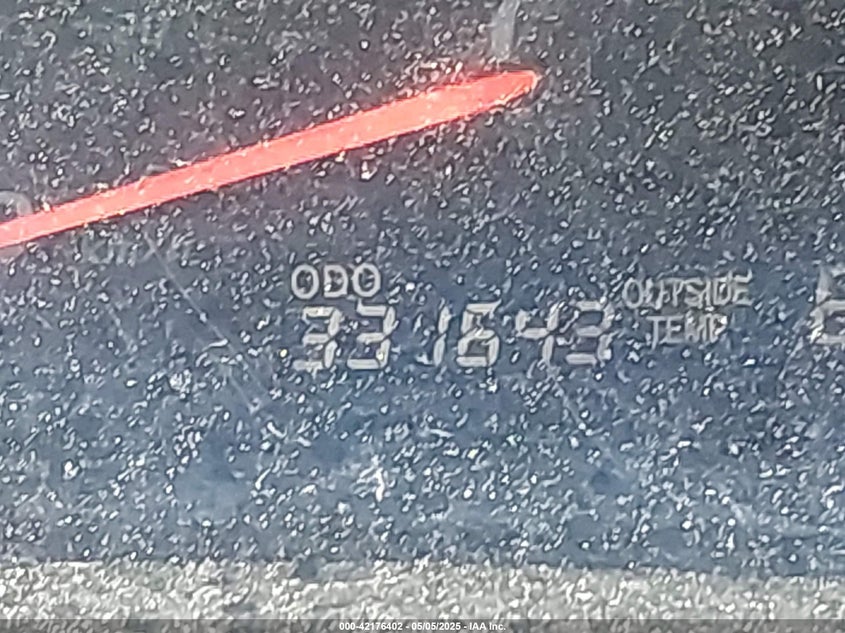 ODO
331643
OUTSIDE
TEMP
000-42176402 - 05/05/2025 - IAA Inc.